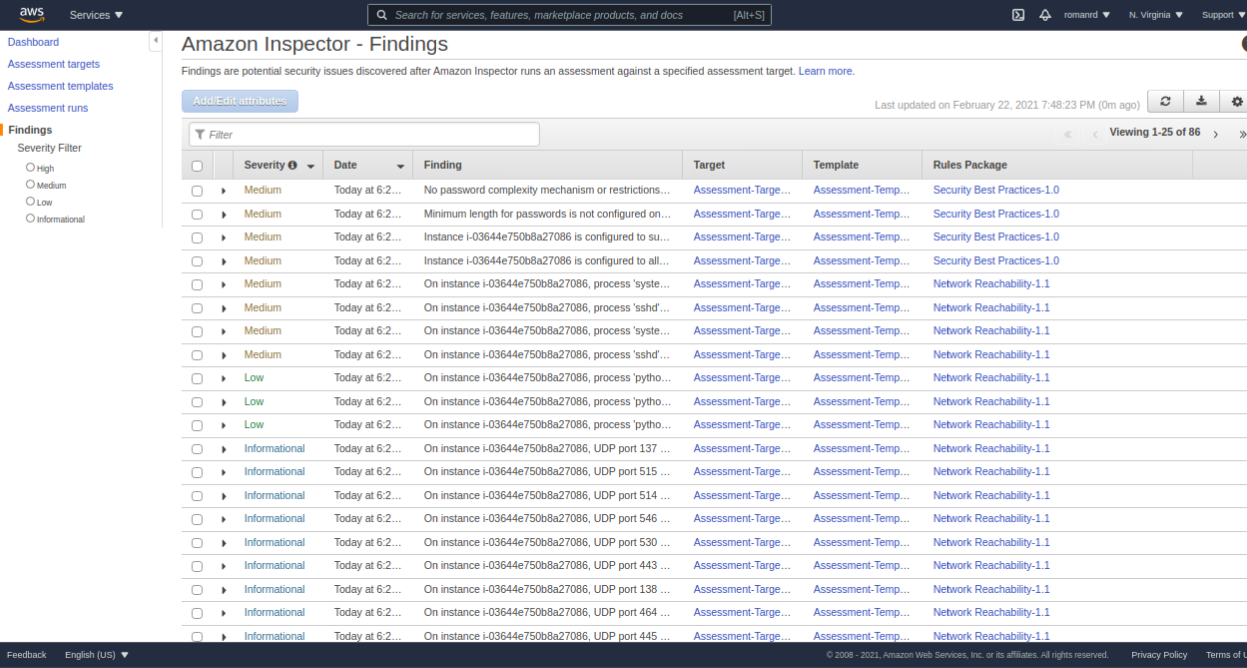 aws Services Search for services, features, marketplace products, and docs [Alt+S] romanrd N. Virginia Support
Dashboard
Assessment targets
Assessment templates
Assessment runs
Findings
Severity Filter
High
Medium
Low
Informational
Amazon Inspector - Findings
Findings are potential security issues discovered after Amazon Inspector runs an assessment against a specified assessment target. Learn more.
Add/Edit attributes
Last updated on February 22, 2021 7:48:23 PM (0m ago)
Filter
« ‹ Viewing 1-25 of 86 › »
Severity Date Finding Target Template Rules Package
Medium Today at 6:2... No password complexity mechanism or restrictions... Assessment-Targe... Assessment-Temp... Security Best Practices-1.0
Medium Today at 6:2... Minimum length for passwords is not configured on... Assessment-Targe... Assessment-Temp... Security Best Practices-1.0
Medium Today at 6:2... Instance i-03644e750b8a27086 is configured to su... Assessment-Targe... Assessment-Temp... Security Best Practices-1.0
Medium Today at 6:2... Instance i-03644e750b8a27086 is configured to all... Assessment-Targe... Assessment-Temp... Security Best Practices-1.0
Medium Today at 6:2... On instance i-03644e750b8a27086, process 'syste... Assessment-Targe... Assessment-Temp... Network Reachability-1.1
Medium Today at 6:2... On instance i-03644e750b8a27086, process 'sshd'... Assessment-Targe... Assessment-Temp... Network Reachability-1.1
Medium Today at 6:2... On instance i-03644e750b8a27086, process 'syste... Assessment-Targe... Assessment-Temp... Network Reachability-1.1
Medium Today at 6:2... On instance i-03644e750b8a27086, process 'sshd'... Assessment-Targe... Assessment-Temp... Network Reachability-1.1
Low Today at 6:2... On instance i-03644e750b8a27086, process 'pytho... Assessment-Targe... Assessment-Temp... Network Reachability-1.1
Low Today at 6:2... On instance i-03644e750b8a27086, process 'pytho... Assessment-Targe... Assessment-Temp... Network Reachability-1.1
Low Today at 6:2... On instance i-03644e750b8a27086, process 'pytho... Assessment-Targe... Assessment-Temp... Network Reachability-1.1
Informational Today at 6:2... On instance i-03644e750b8a27086, UDP port 137 ... Assessment-Targe... Assessment-Temp... Network Reachability-1.1
Informational Today at 6:2... On instance i-03644e750b8a27086, UDP port 515 ... Assessment-Targe... Assessment-Temp... Network Reachability-1.1
Informational Today at 6:2... On instance i-03644e750b8a27086, UDP port 514 ... Assessment-Targe... Assessment-Temp... Network Reachability-1.1
Informational Today at 6:2... On instance i-03644e750b8a27086, UDP port 546 ... Assessment-Targe... Assessment-Temp... Network Reachability-1.1
Informational Today at 6:2... On instance i-03644e750b8a27086, UDP port 530 ... Assessment-Targe... Assessment-Temp... Network Reachability-1.1
Informational Today at 6:2... On instance i-03644e750b8a27086, UDP port 443 ... Assessment-Targe... Assessment-Temp... Network Reachability-1.1
Informational Today at 6:2... On instance i-03644e750b8a27086, UDP port 138 ... Assessment-Targe... Assessment-Temp... Network Reachability-1.1
Informational Today at 6:2... On instance i-03644e750b8a27086, UDP port 464 ... Assessment-Targe... Assessment-Temp... Network Reachability-1.1
Informational Today at 6:2... On instance i-03644e750b8a27086, UDP port 445 ... Assessment-Targe... Assessment-Temp... Network Reachability-1.1
Feedback English (US) © 2008 - 2021, Amazon Web Services, Inc. or its affiliates. All rights reserved. Privacy Policy Terms of U